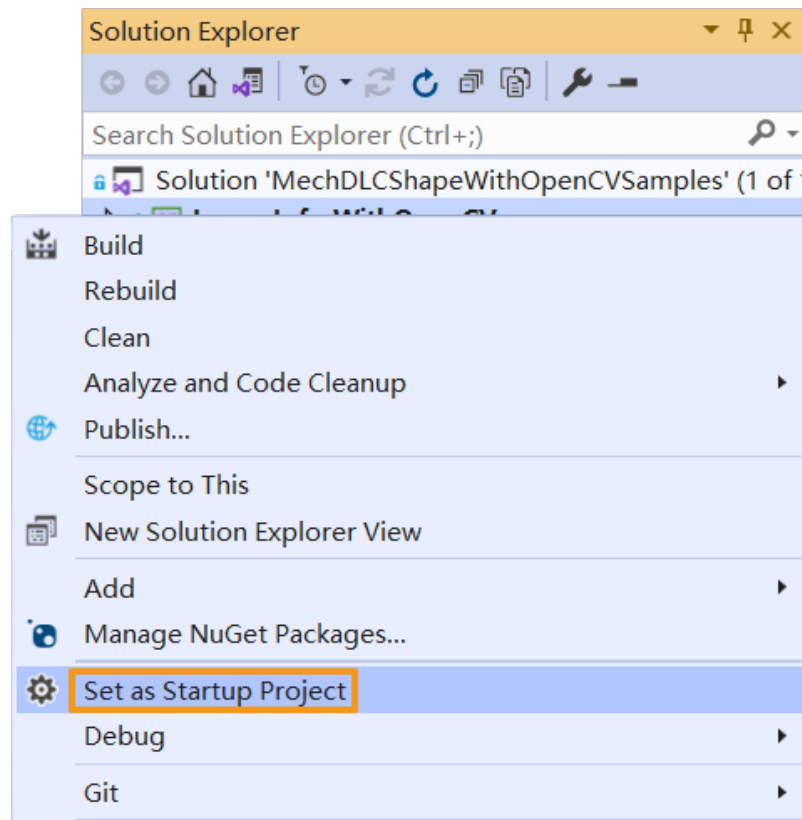 Solution Explorer
Search Solution Explorer (Ctrl+;)
Solution 'MechDLCShapeWithOpenCVSamples' (1 of
Build
Rebuild
Clean
Analyze and Code Cleanup
Publish...
Scope to This
New Solution Explorer View
Add
Manage NuGet Packages...
Set as Startup Project
Debug
Git